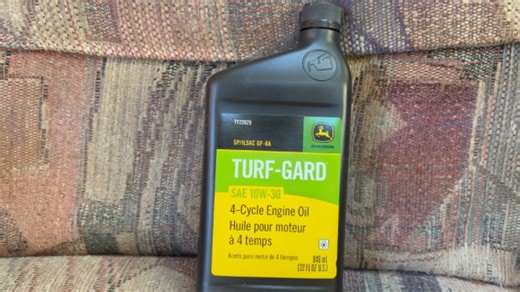 TY22029
SP/ILSAC GF-6A
JOHN DEERE
TURF-GARD
SAE 10W-30
4-Cycle Engine Oil
Huile pour moteur
à 4 temps
Aceite para motor de 4 tiempos
946 mL
(32 FL OZ U.S.)